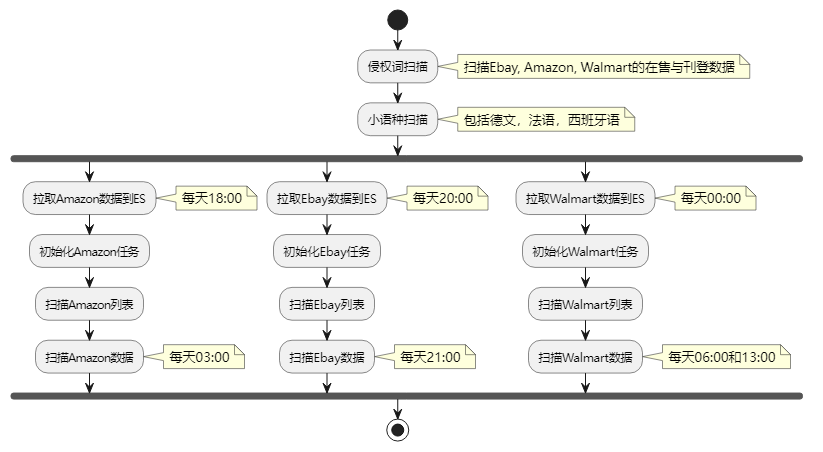 侵权词扫描
扫描Ebay, Amazon, Walmart的在售与刊登数据
小语种扫描
包括德文，法语，西班牙语
拉取Amazon数据到ES
每天18:00
拉取Ebay数据到ES
每天20:00
拉取Walmart数据到ES
每天00:00
初始化Amazon任务
初始化Ebay任务
初始化Walmart任务
扫描Amazon列表
扫描Ebay列表
扫描Walmart列表
扫描Amazon数据
每天03:00
扫描Ebay数据
每天21:00
扫描Walmart数据
每天06:00和13:00